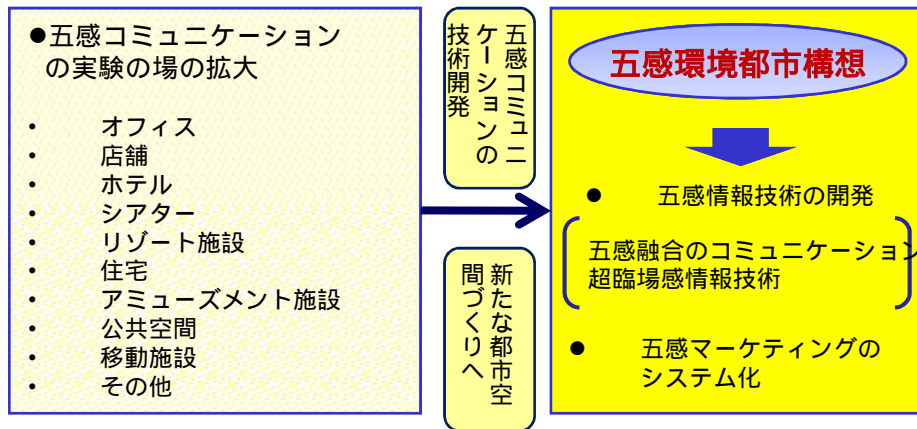 ●五感コミュニケーション
の実験の場の拡大
・ オフィス
・ 店舗
・ ホテル
・ シアター
・ リゾート施設
・ 住宅
・ アミューズメント施設
・ 公共空間
・ 移動施設
・ その他
五感コミュニ
ケーションの
技術開発
新たな都市空
間づくりへ
五感環境都市構想
● 五感情報技術の開発
五感融合のコミュニケーション
超臨場感情報技術
● 五感マーケティングの
システム化